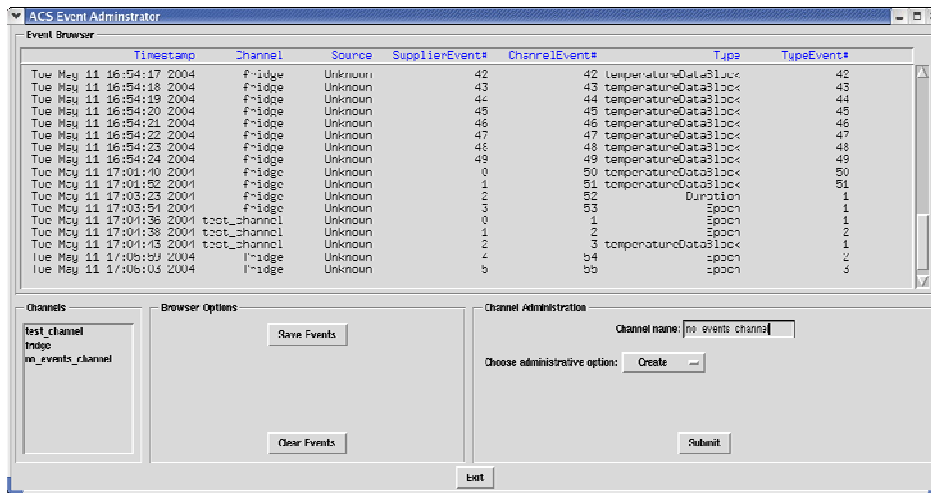 ACS Event Adminstrator
Event Browser
Timestamp Channel Source SupplierEvent# ChannelEvent# Type TypeEvent#
Tue May 11 16:54:17 2004 fridge Unknown 42 42 temperatureDataBlock 42
Tue May 11 16:54:18 2004 fridge Unknown 43 43 temperatureDataBlock 43
Tue May 11 16:54:19 2004 fridge Unknown 44 44 temperatureDataBlock 44
Tue May 11 16:54:20 2004 fridge Unknown 45 45 temperatureDataBlock 45
Tue May 11 16:54:21 2004 fridge Unknown 46 46 temperatureDataBlock 46
Tue May 11 16:54:22 2004 fridge Unknown 47 47 temperatureDataBlock 47
Tue May 11 16:54:23 2004 fridge Unknown 48 48 temperatureDataBlock 48
Tue May 11 16:54:24 2004 fridge Unknown 49 49 temperatureDataBlock 49
Tue May 11 17:01:40 2004 fridge Unknown 0 50 temperatureDataBlock 50
Tue May 11 17:01:52 2004 fridge Unknown 1 51 temperatureDataBlock 51
Tue May 11 17:03:23 2004 fridge Unknown 2 52 Duration 1
Tue May 11 17:03:54 2004 fridge Unknown 3 53 Epoch 1
Tue May 11 17:04:36 2004 test_channel Unknown 0 1 Epoch 1
Tue May 11 17:04:38 2004 test_channel Unknown 1 2 Epoch 2
Tue May 11 17:04:43 2004 test_channel Unknown 2 3 temperatureDataBlock 1
Tue May 11 17:05:59 2004 fridge Unknown 4 54 Epoch 2
Tue May 11 17:06:03 2004 fridge Unknown 5 55 Epoch 3
Channels
test_channel
fridge
no_events_channel
Browser Options
Save Events
Clear Events
Channel Administration
Channel name: no_events_channel
Choose administrative option: Create
Submit
Exit